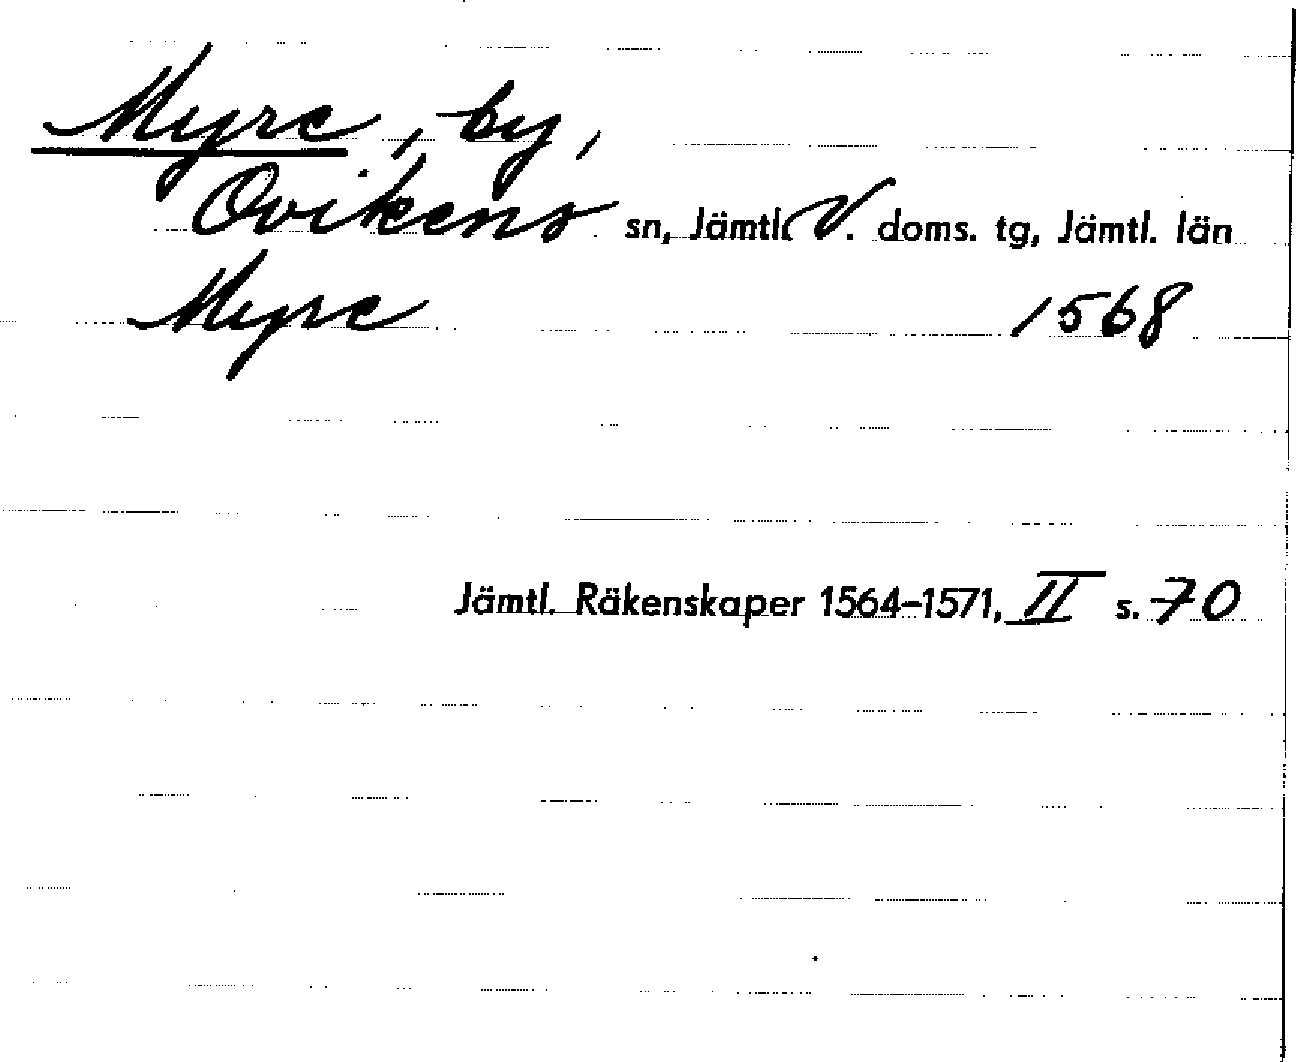 Myre, by,
Ovikens sn, Jämtl. V. doms. tg, Jämtl. län
Myre 1568
Jämtl. Räkenskaper 1564-1571, II s. 70